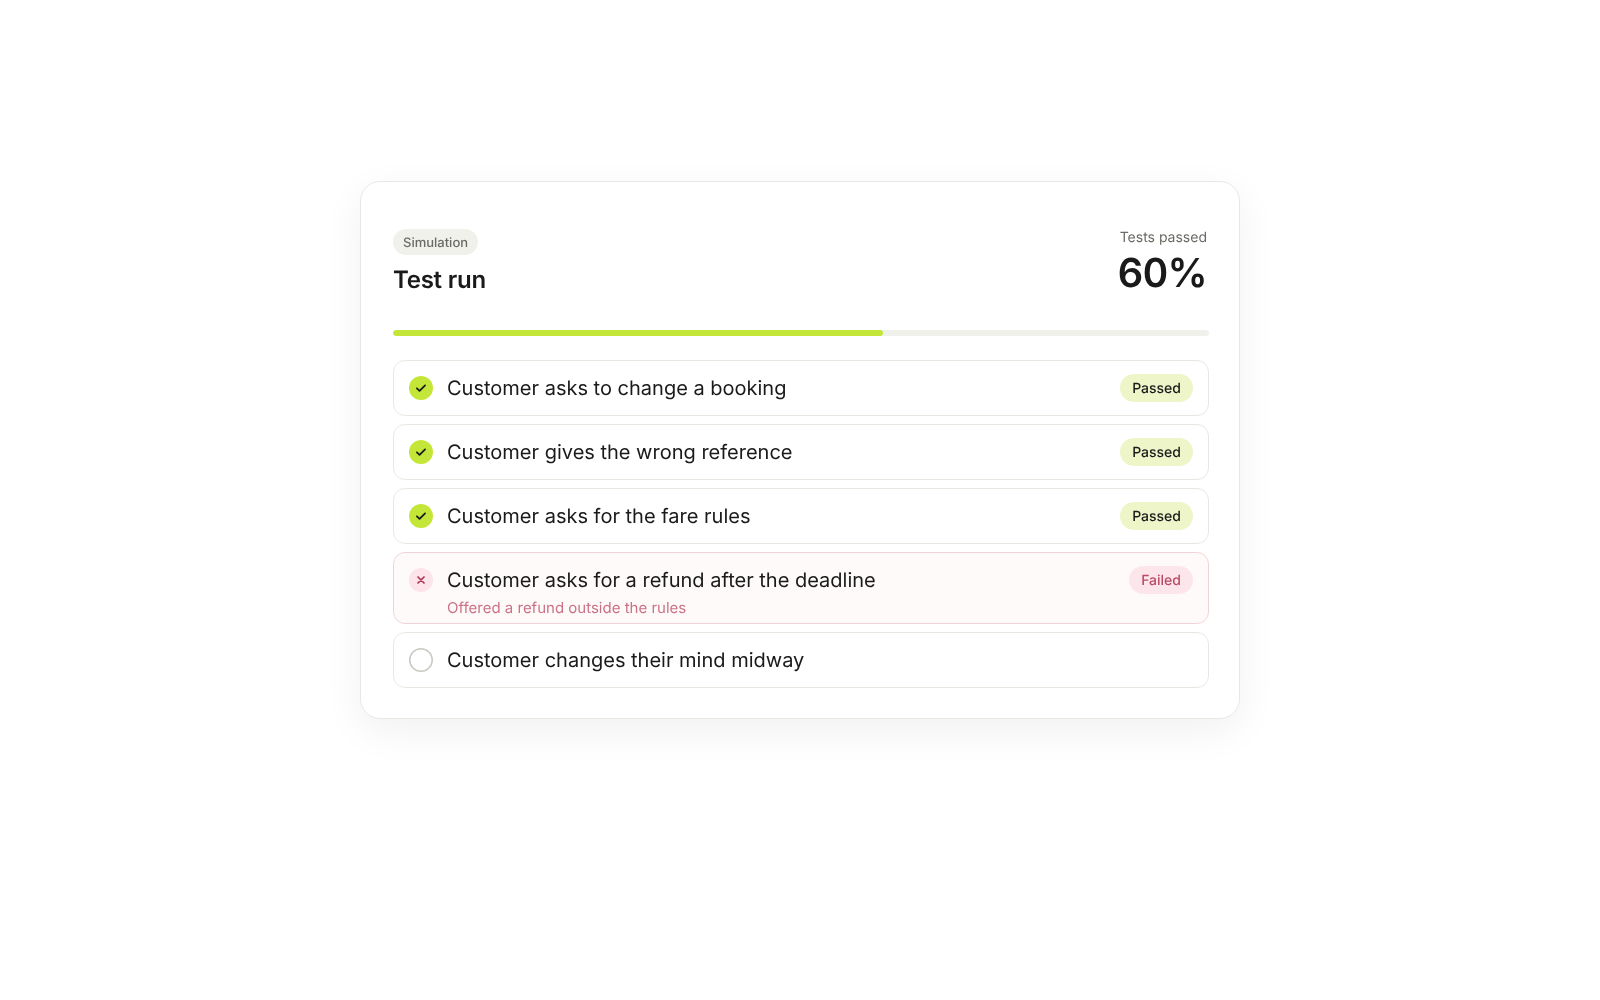 Simulation
Test run
Tests passed
60%
Customer asks to change a booking
Passed
Customer gives the wrong reference
Passed
Customer asks for the fare rules
Passed
Customer asks for a refund after the deadline
Failed
Offered a refund outside the rules
Customer changes their mind midway